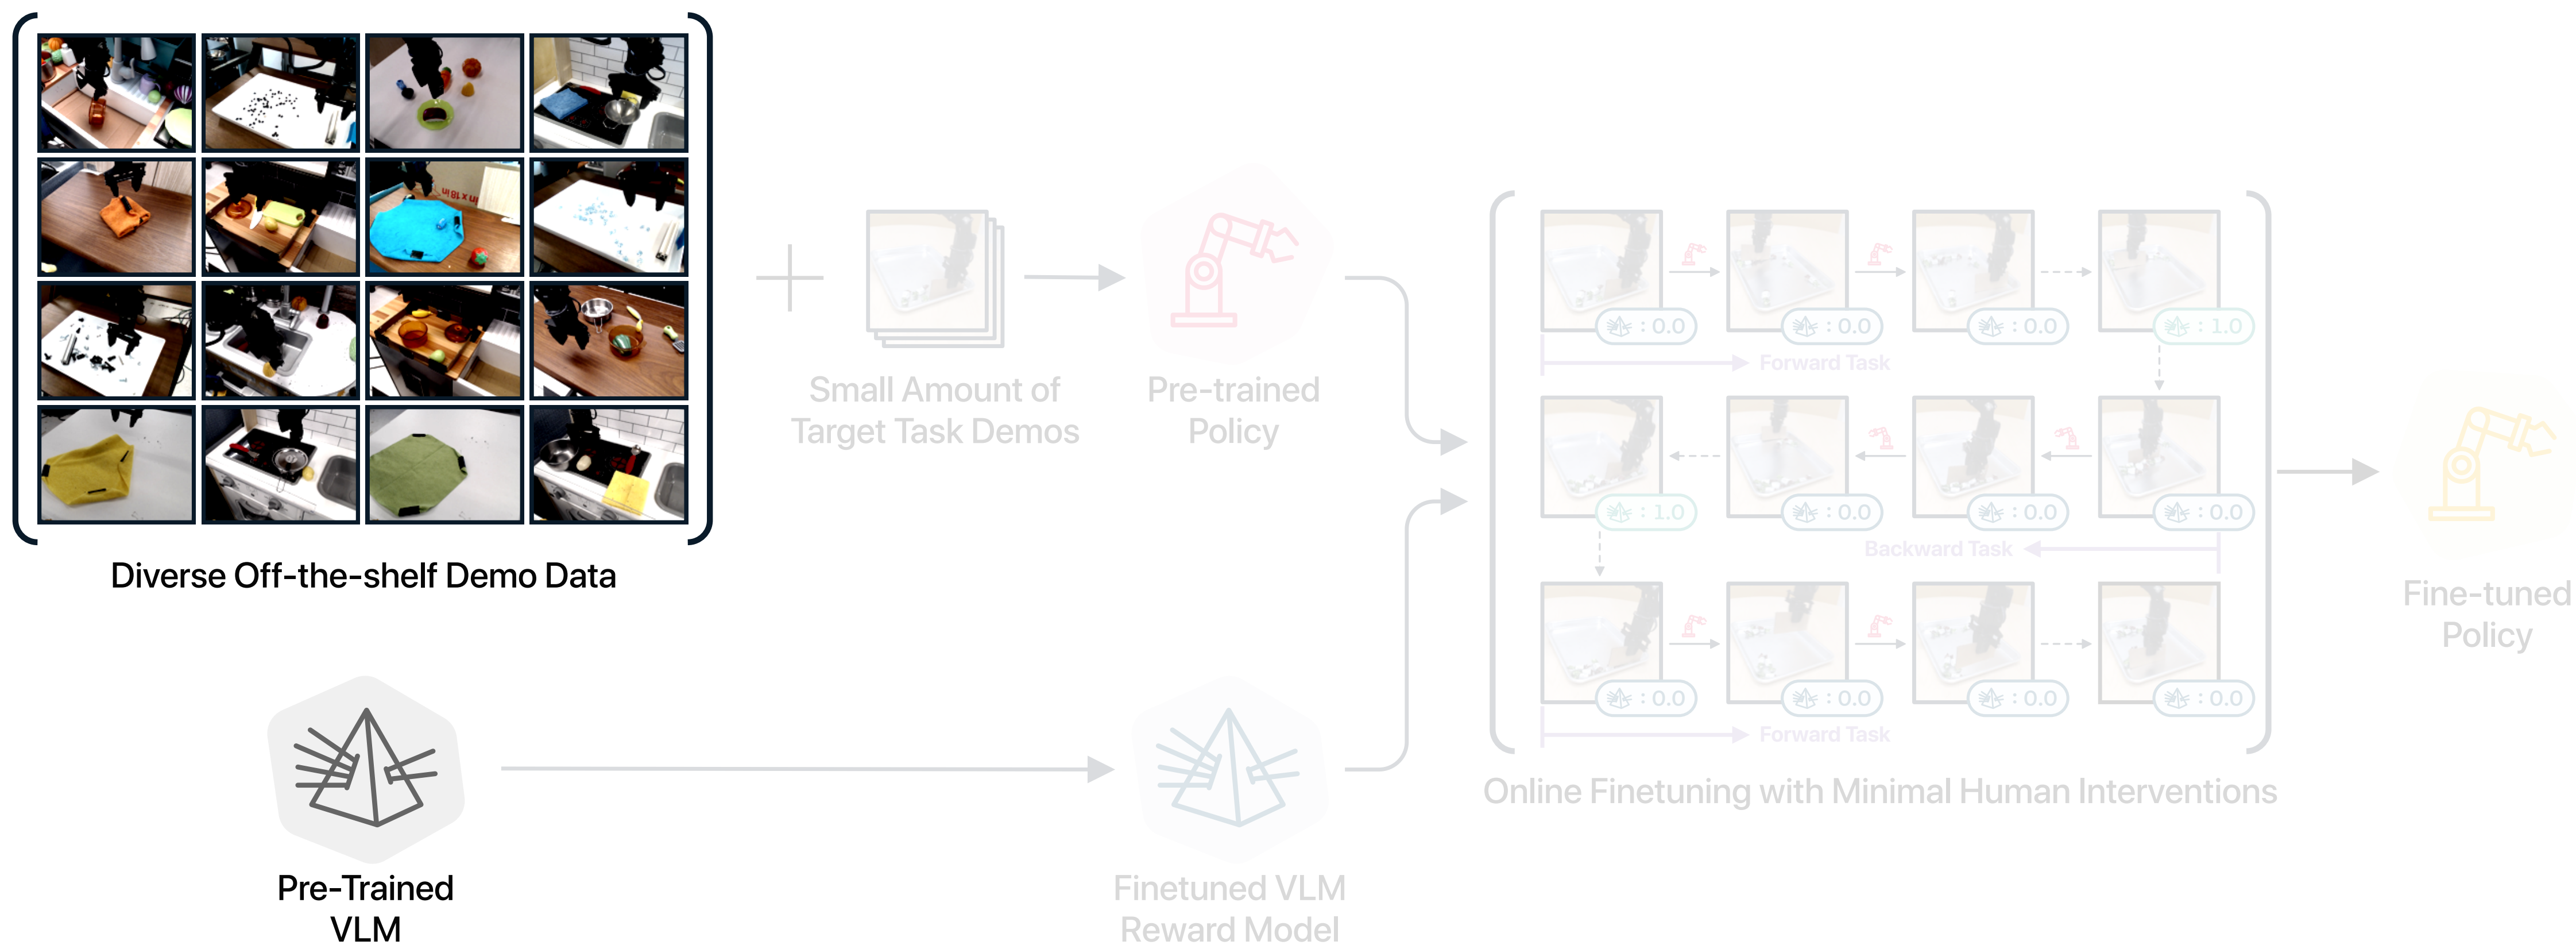 Diverse Off-the-shelf Demo Data
Small Amount of
Target Task Demos
Pre-trained
Policy
: 0.0
: 0.0
: 0.0
: 1.0
Forward Task
: 1.0
: 0.0
: 0.0
: 0.0
Backward Task
: 0.0
: 0.0
: 0.0
: 0.0
Forward Task
Online Finetuning with Minimal Human Interventions
Fine-tuned
Policy
Pre-Trained
VLM
Finetuned VLM
Reward Model